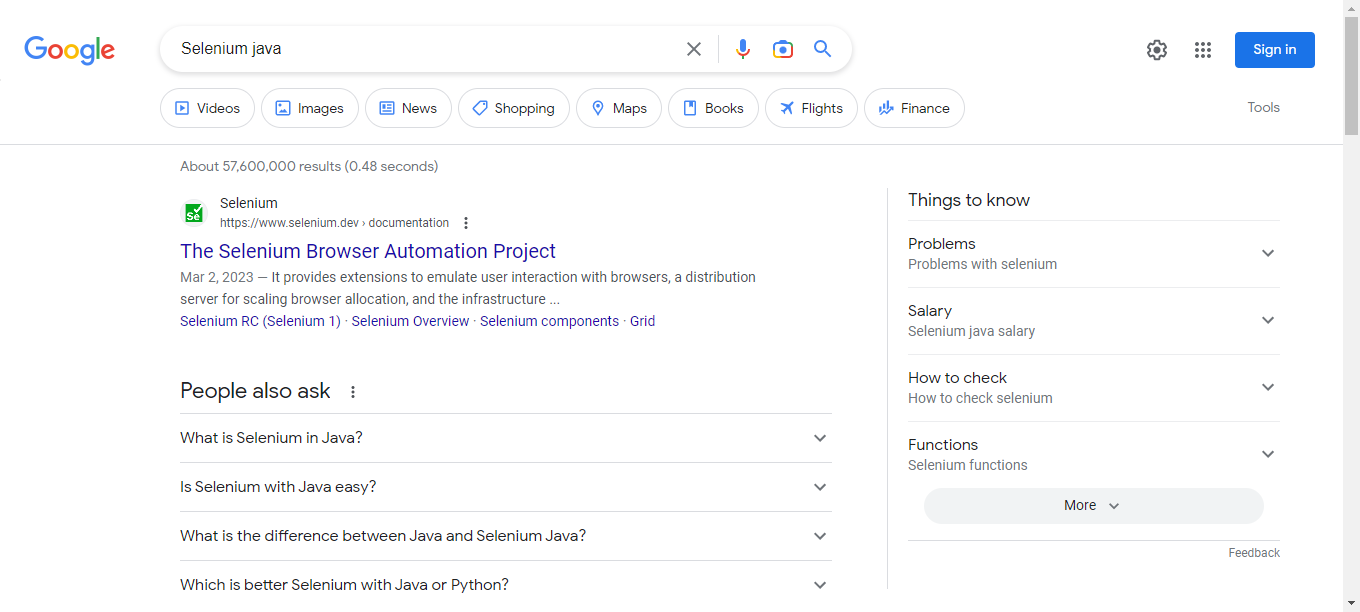 Google
Selenium java
Sign in
Videos Images News Shopping Maps Books Flights Finance
Tools
About 57,600,000 results (0.48 seconds)
Se
Selenium
https://www.selenium.dev › documentation
The Selenium Browser Automation Project
Mar 2, 2023 — It provides extensions to emulate user interaction with browsers, a distribution
server for scaling browser allocation, and the infrastructure ...
Selenium RC (Selenium 1) · Selenium Overview · Selenium components · Grid
People also ask
What is Selenium in Java?
Is Selenium with Java easy?
What is the difference between Java and Selenium Java?
Which is better Selenium with Java or Python?
Things to know
Problems
Problems with selenium
Salary
Selenium java salary
How to check
How to check selenium
Functions
Selenium functions
More
Feedback